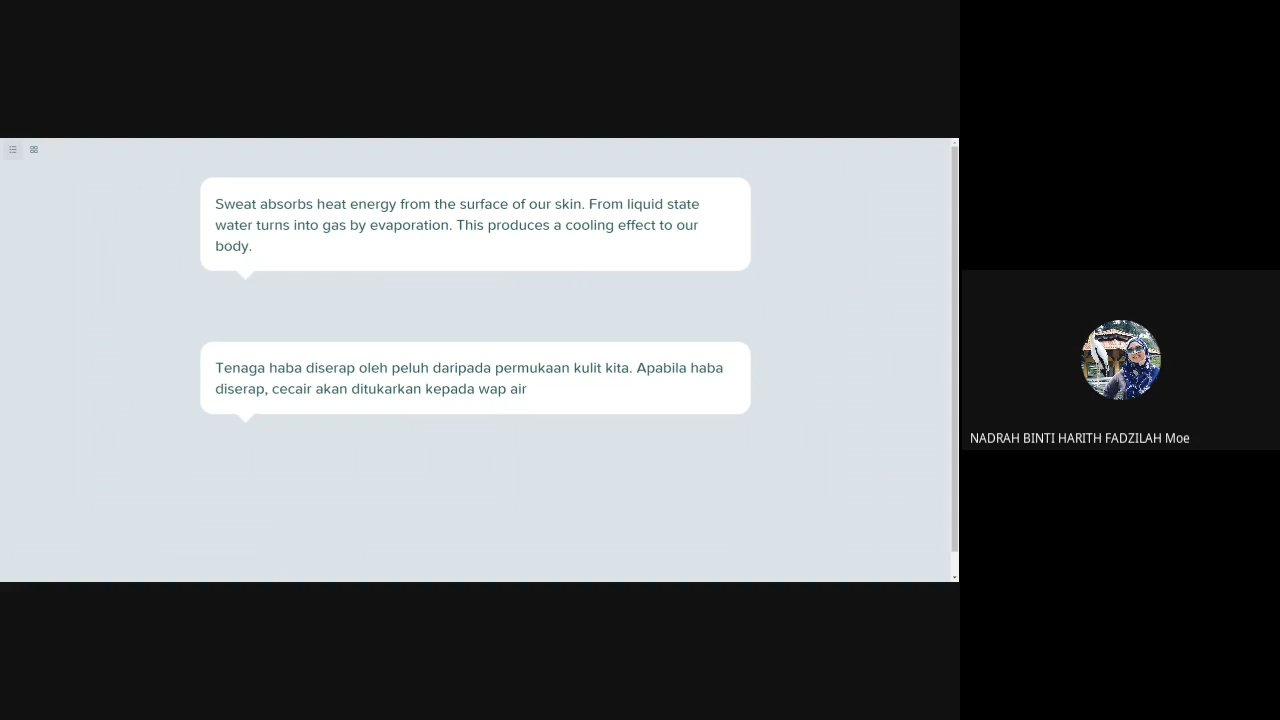 Sweat absorbs heat energy from the surface of our skin. From liquid state
water turns into gas by evaporation. This produces a cooling effect to our
body.
Tenaga haba diserap oleh peluh daripada permukaan kulit kita. Apabila haba
diserap, cecair akan ditukarkan kepada wap air
NADRAH BINTI HARITH FADZILAH Moe